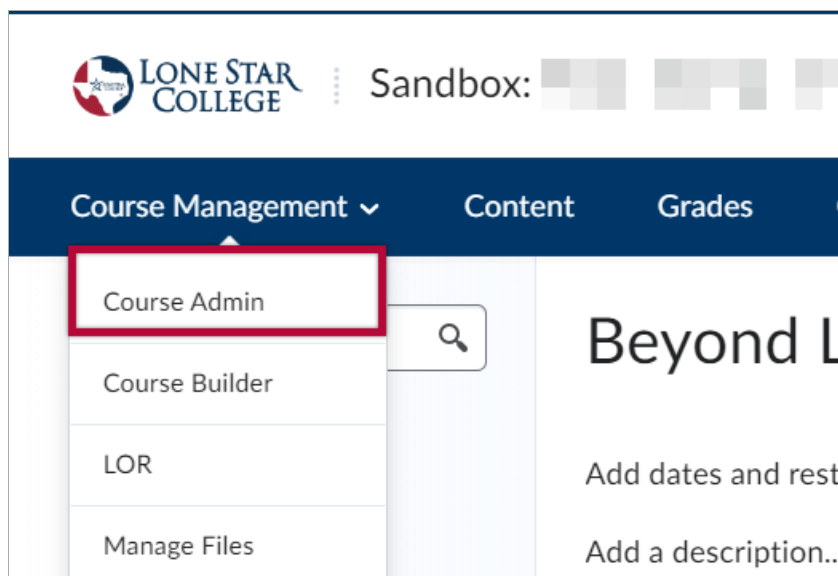 LONE STAR
COLLEGE
Sandbox:
Course Management Content Grades
Course Admin
Course Builder
LOR
Manage Files
Beyond
Add dates and rest
Add a description..